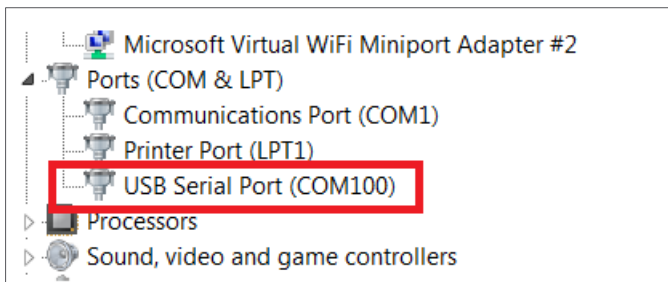 Microsoft Virtual WiFi Miniport Adapter #2
Ports (COM & LPT)
Communications Port (COM1)
Printer Port (LPT1)
USB Serial Port (COM100)
Processors
Sound, video and game controllers